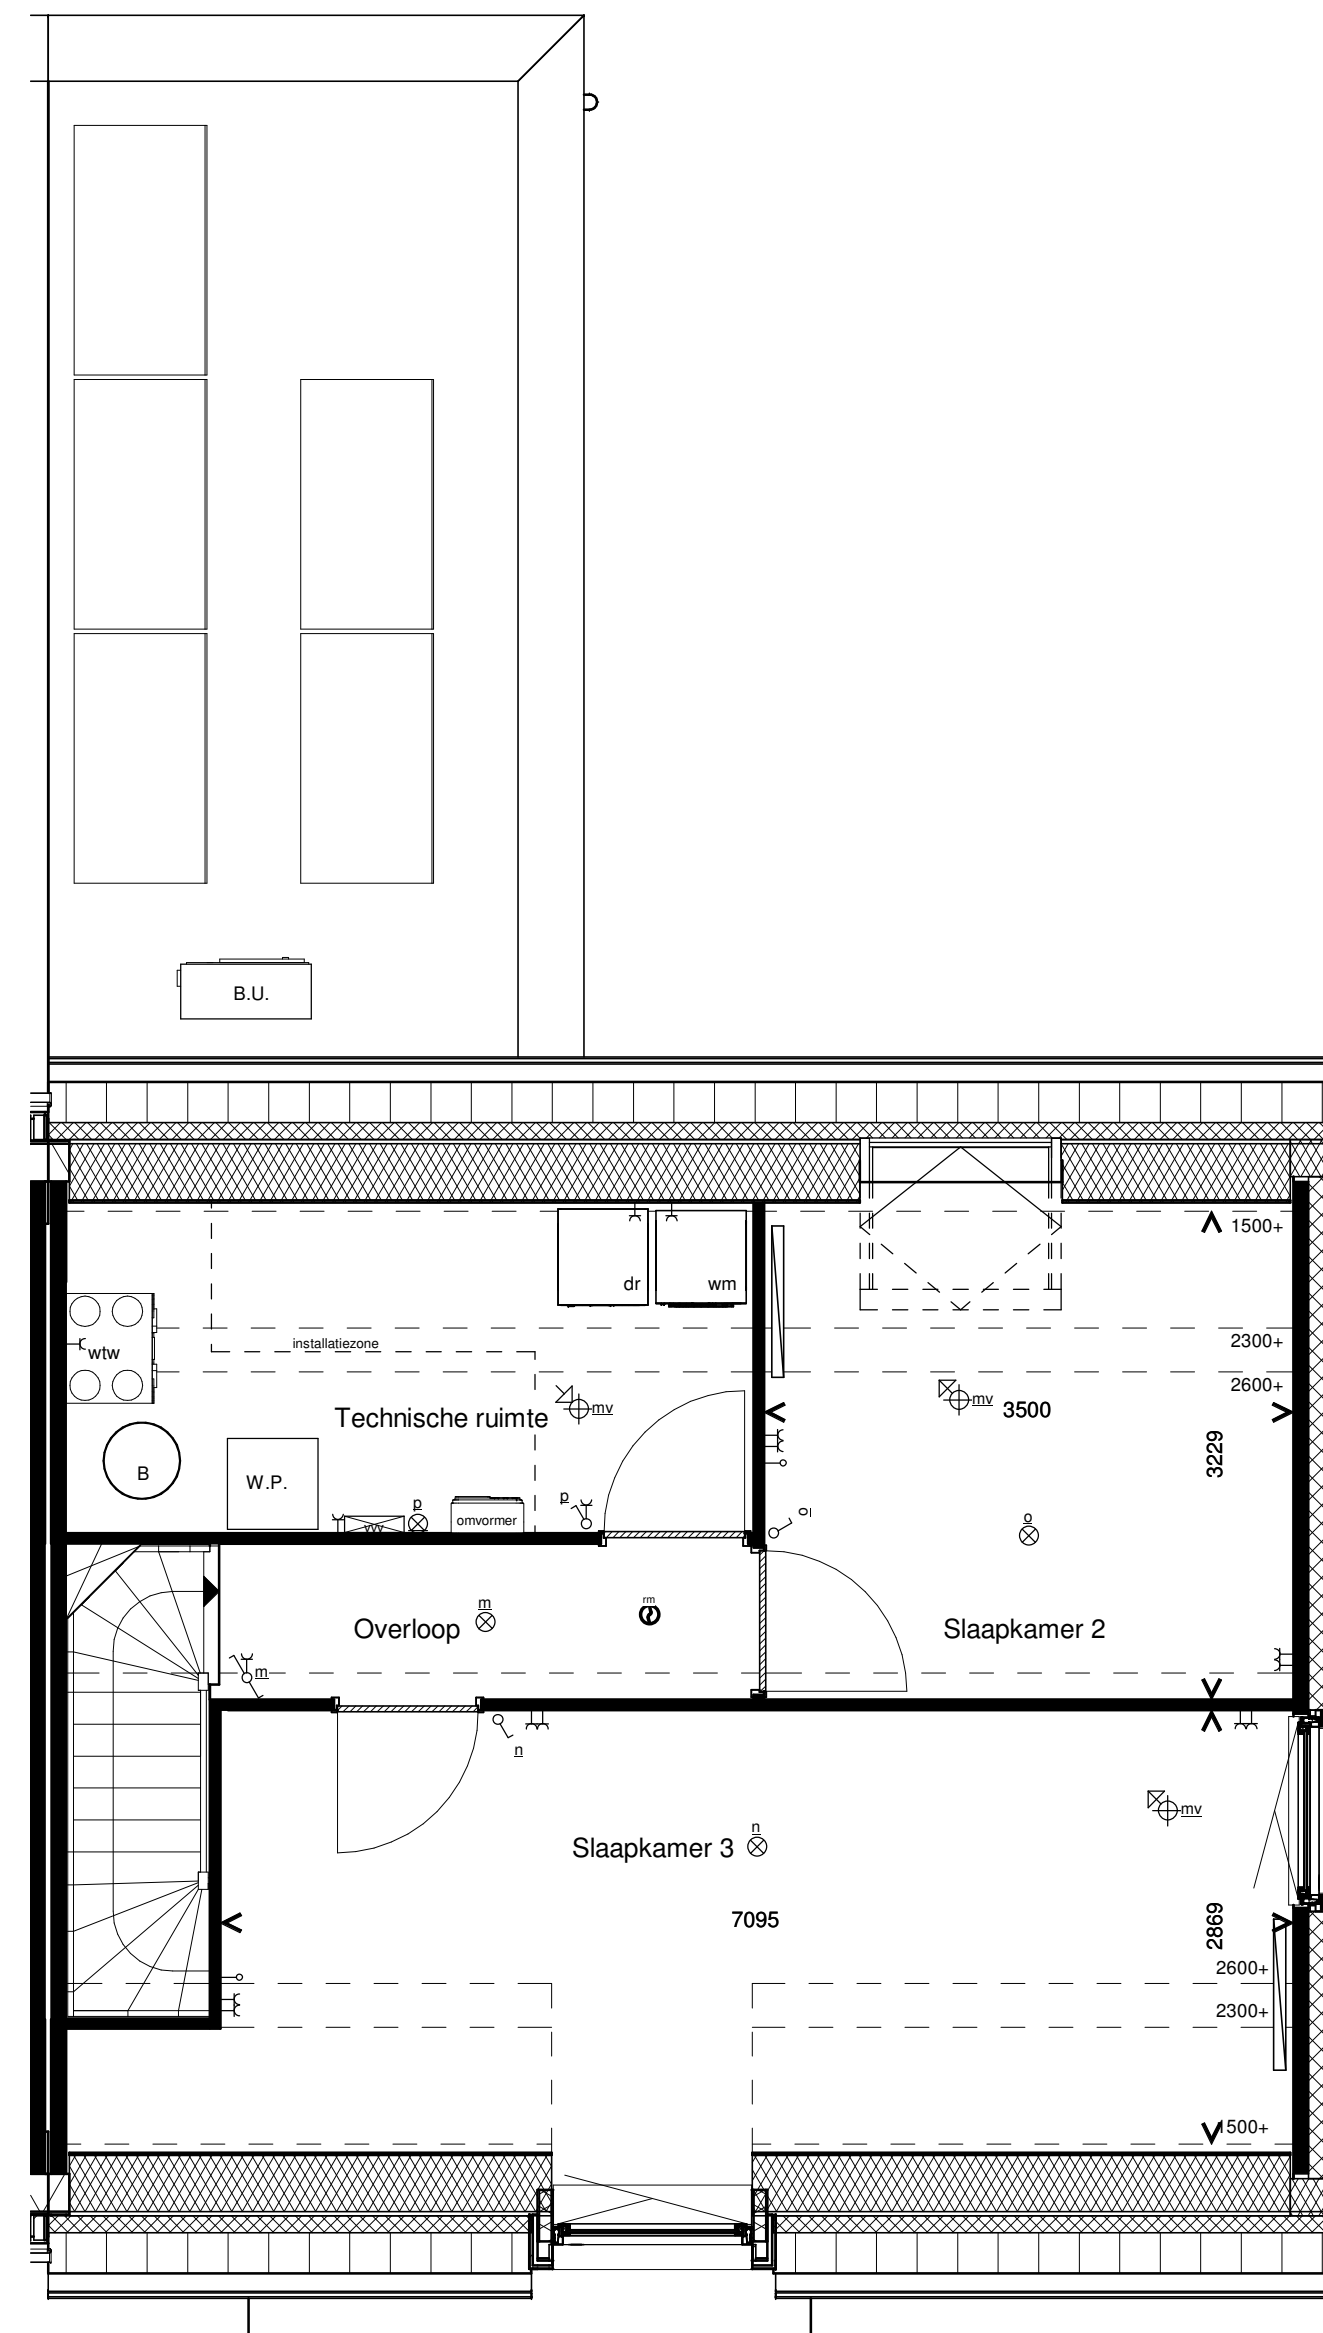 B.U.
1500+
dr
wm
installatiezone
wtw
2300+
2600+
Technische ruimte
mv
mv
3500
3229
B
W.P.
p
p
vvv
omvormer
o
o
m
rm
Overloop
Slaapkamer 2
m
n
mv
n
Slaapkamer 3
7095
2869
2600+
2300+
1500+